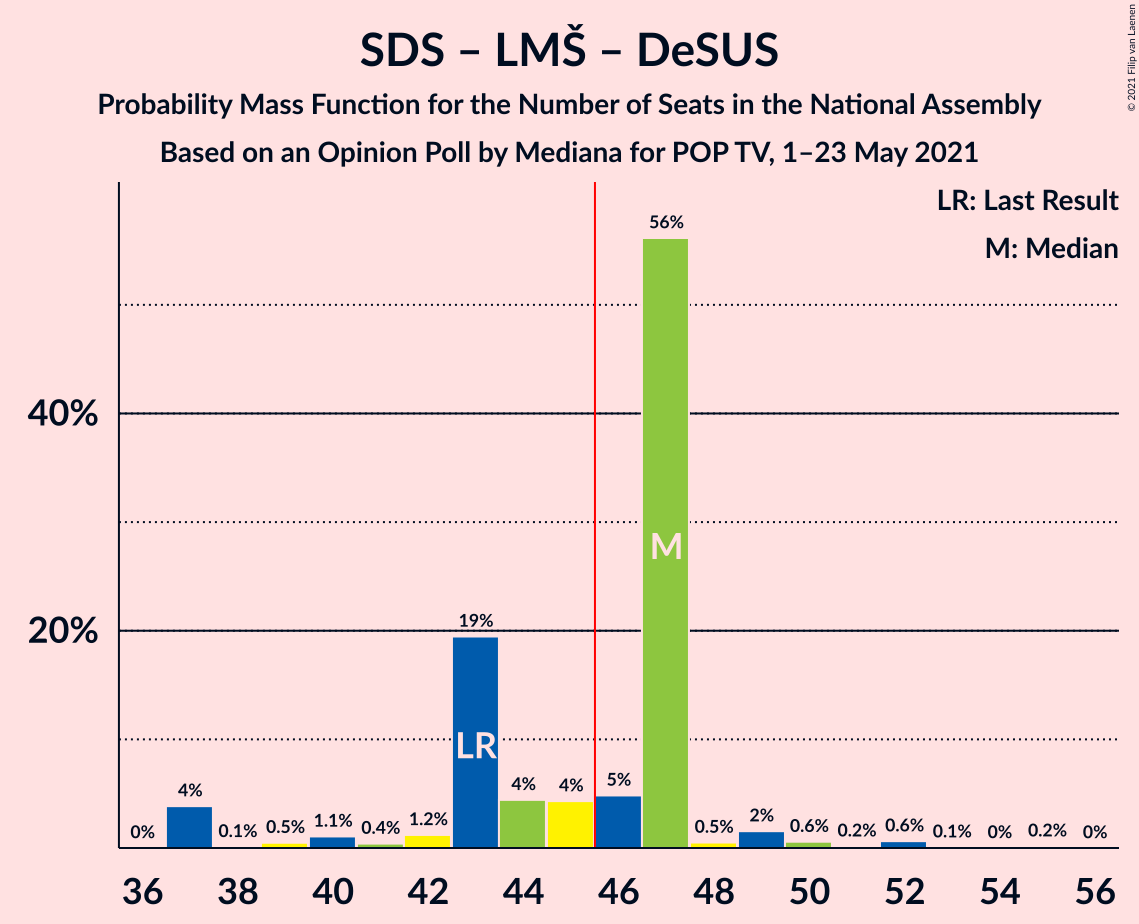 SDS – LMŠ – DeSUS
Probability Mass Function for the Number of Seats in the National Assembly
Based on an Opinion Poll by Mediana for POP TV, 1–23 May 2021
© 2021 Filip van Laenen
LR: Last Result
M: Median
40%
20%
0%
4%
0.1%
0.5%
1.1%
0.4%
1.2%
19%
4%
4%
5%
56%
0.5%
2%
0.6%
0.2%
0.6%
0.1%
0%
0.2%
0%
LR
M
36 38 40 42 44 46 48 50 52 54 56